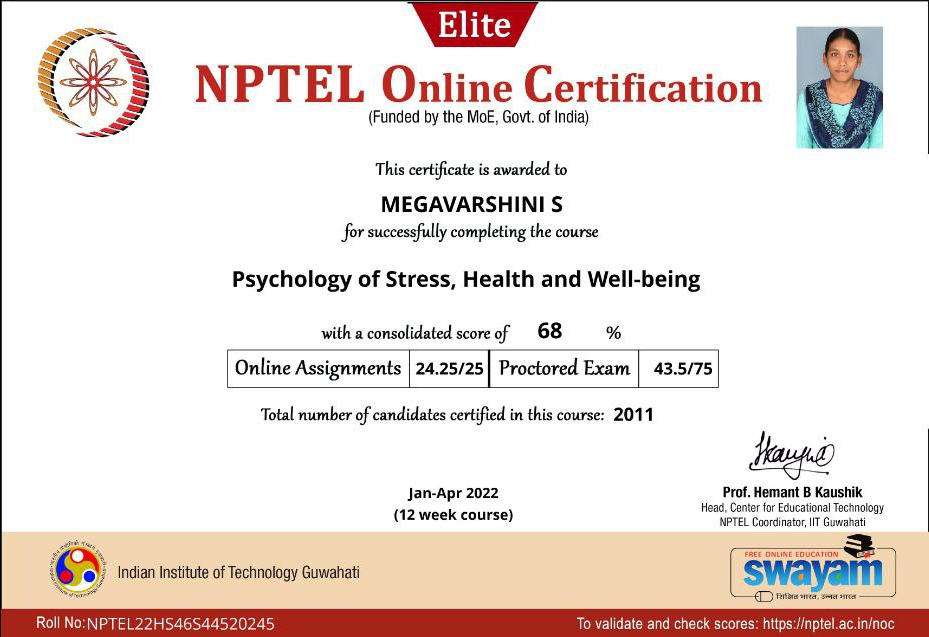 Elite
NPTEL Online Certification
(Funded by the MoE, Govt. of India)
This certificate is awarded to
MEGAVARSHINI S
for successfully completing the course
Psychology of Stress, Health and Well-being
with a consolidated score of 68 %
Online Assignments 24.25/25 Proctored Exam 43.5/75
Total number of candidates certified in this course: 2011
Jan-Apr 2022
(12 week course)
Prof. Hemant B Kaushik
Head, Center for Educational Technology
NPTEL Coordinator, IIT Guwahati
Indian Institute of Technology Guwahati
FREE ONLINE EDUCATION
swayam
शिक्षित भारत, उन्नत भारत
Roll No: NPTEL22HS46S44520245
To validate and check scores: https://nptel.ac.in/noc